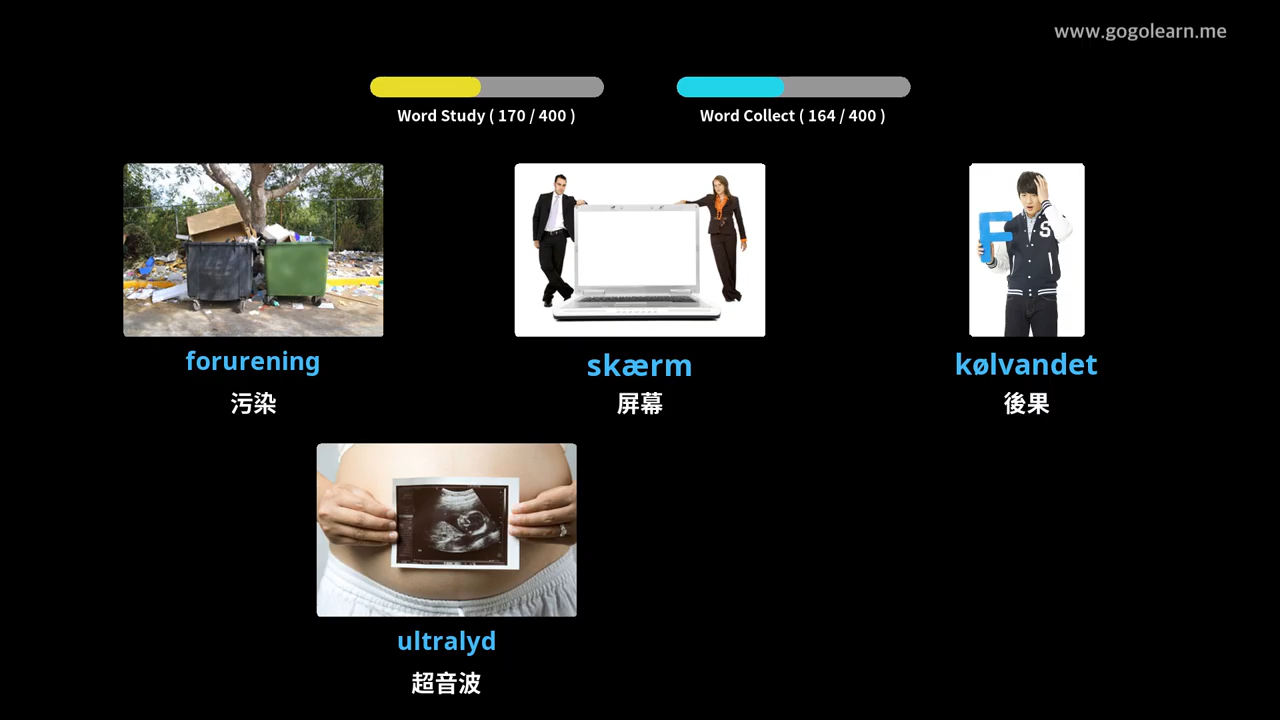 www.gogolearn.me
Word Study ( 170 / 400 )
Word Collect ( 164 / 400 )
forurening
污染
skærm
屏幕
F
S
kølvandet
後果
ultralyd
超音波